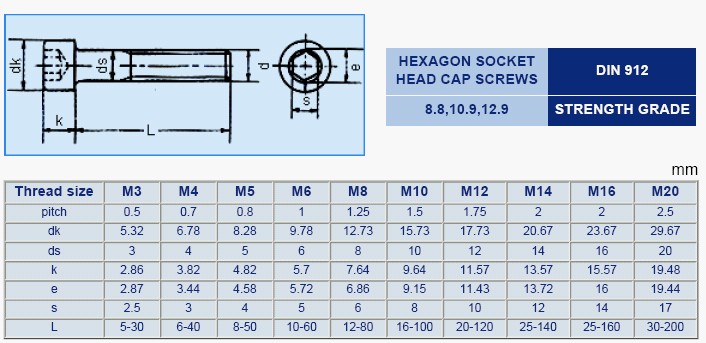 dk
ds
d
e
s
k
L
HEXAGON SOCKET
HEAD CAP SCREWS
DIN 912
8.8,10.9,12.9
STRENGTH GRADE
mm
Thread size M3 M4 M5 M6 M8 M10 M12 M14 M16 M20
pitch 0.5 0.7 0.8 1 1.25 1.5 1.75 2 2 2.5
dk 5.32 6.78 8.28 9.78 12.73 15.73 17.73 20.67 23.67 29.67
ds 3 4 5 6 8 10 12 14 16 20
k 2.86 3.82 4.82 5.7 7.64 9.64 11.57 13.57 15.57 19.48
e 2.87 3.44 4.58 5.72 6.86 9.15 11.43 13.72 16 19.44
s 2.5 3 4 5 6 8 10 12 14 17
L 5-30 6-40 8-50 10-60 12-80 16-100 20-120 25-140 25-160 30-200